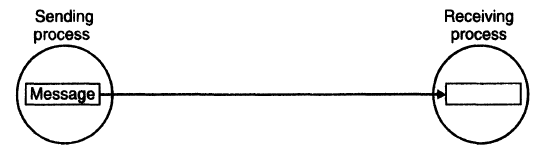 Sending
process
Receiving
process
Message